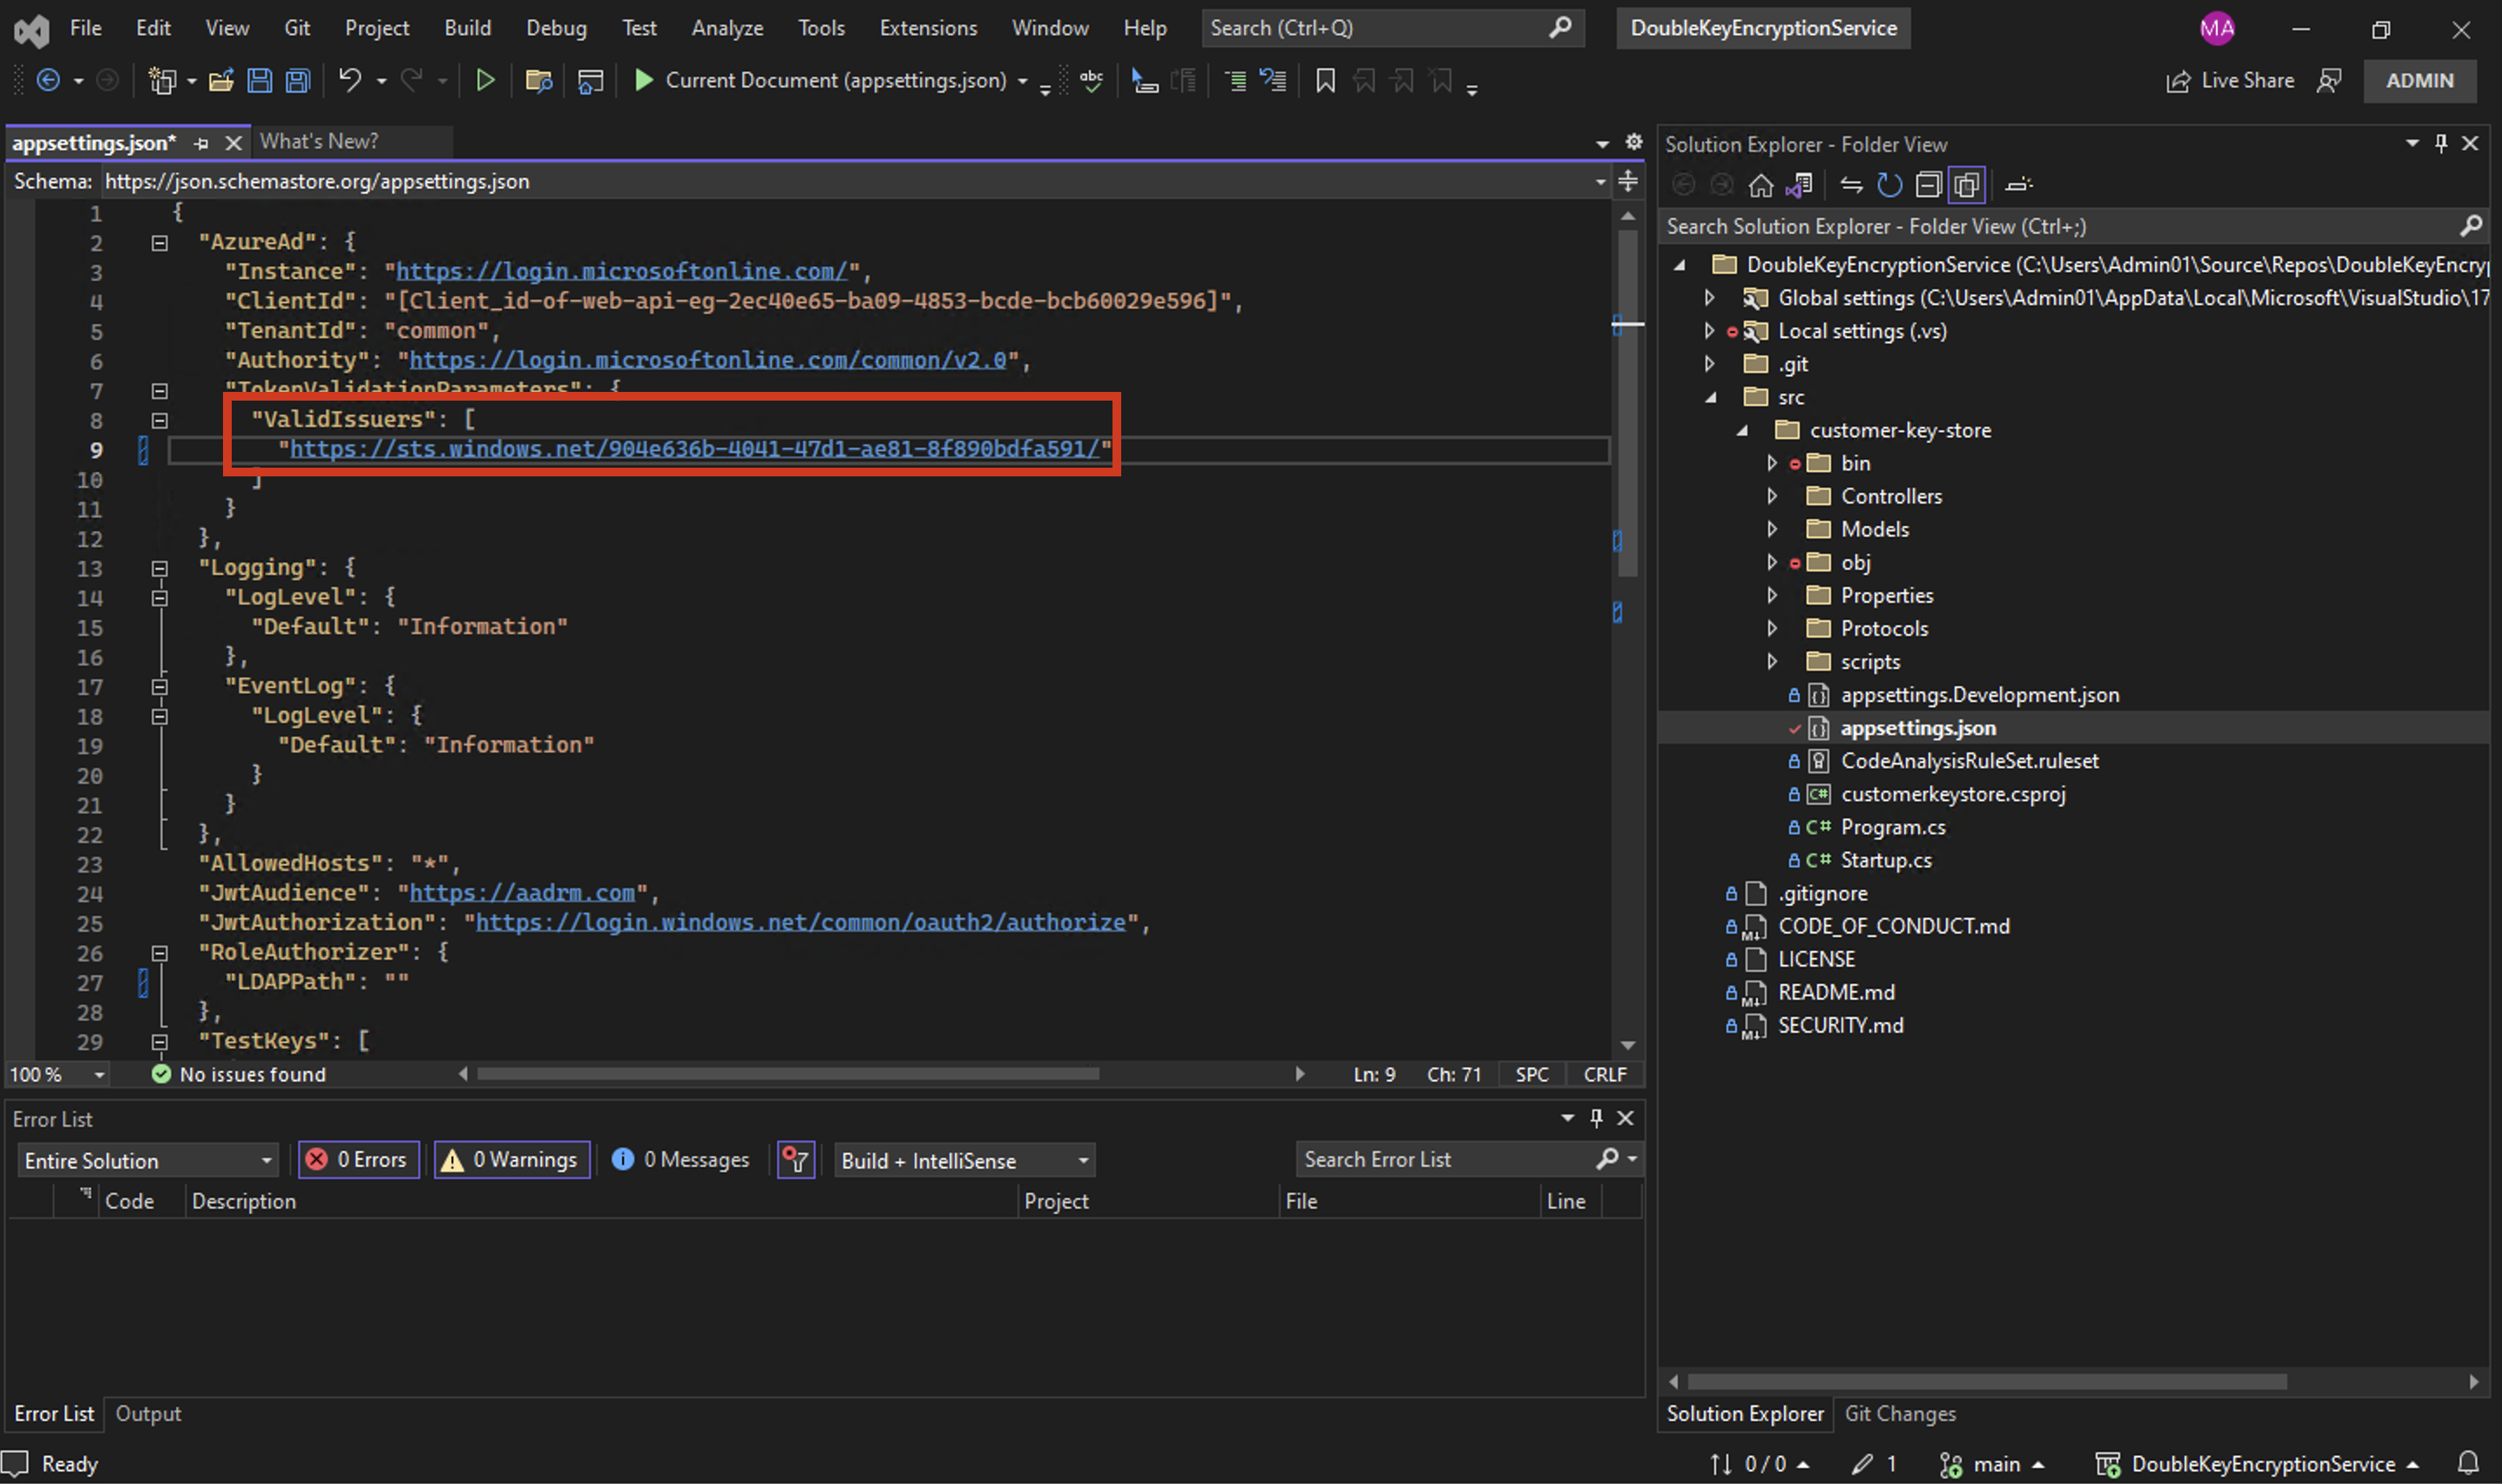 File Edit View Git Project Build Debug Test Analyze Tools Extensions Window Help Search (Ctrl+Q) DoubleKeyEncryptionService MA
Current Document (appsettings.json) Live Share ADMIN
appsettings.json* What's New?
Schema: https://json.schemastore.org/appsettings.json
1 {
2 "AzureAd": {
3 "Instance": "https://login.microsoftonline.com/",
4 "ClientId": "[Client_id-of-web-api-eg-2ec40e65-ba09-4853-bcde-bcb60029e596]",
5 "TenantId": "common",
6 "Authority": "https://login.microsoftonline.com/common/v2.0",
7 "TokenValidationParameters": {
8 "ValidIssuers": [
9 "https://sts.windows.net/904e636b-4041-47d1-ae81-8f890bdfa591/"
10 ]
11 }
12 },
13 "Logging": {
14 "LogLevel": {
15 "Default": "Information"
16 },
17 "EventLog": {
18 "LogLevel": {
19 "Default": "Information"
20 }
21 }
22 },
23 "AllowedHosts": "*",
24 "JwtAudience": "https://aadrm.com",
25 "JwtAuthorization": "https://login.windows.net/common/oauth2/authorize",
26 "RoleAuthorizer": {
27 "LDAPPath": ""
28 },
29 "TestKeys": [
100 % No issues found Ln: 9 Ch: 71 SPC CRLF
Error List
Entire Solution 0 Errors 0 Warnings 0 Messages Build + IntelliSense Search Error List
Code Description Project File Line
Error List Output
Solution Explorer - Folder View
Search Solution Explorer - Folder View (Ctrl+;)
DoubleKeyEncryptionService (C:\Users\Admin01\Source\Repos\DoubleKeyEncry
Global settings (C:\Users\Admin01\AppData\Local\Microsoft\VisualStudio\17
Local settings (.vs)
.git
src
customer-key-store
bin
Controllers
Models
obj
Properties
Protocols
scripts
appsettings.Development.json
appsettings.json
CodeAnalysisRuleSet.ruleset
customerkeystore.csproj
C# Program.cs
C# Startup.cs
.gitignore
CODE_OF_CONDUCT.md
LICENSE
README.md
SECURITY.md
Solution Explorer Git Changes
Ready 0 / 0 1 main DoubleKeyEncryptionService